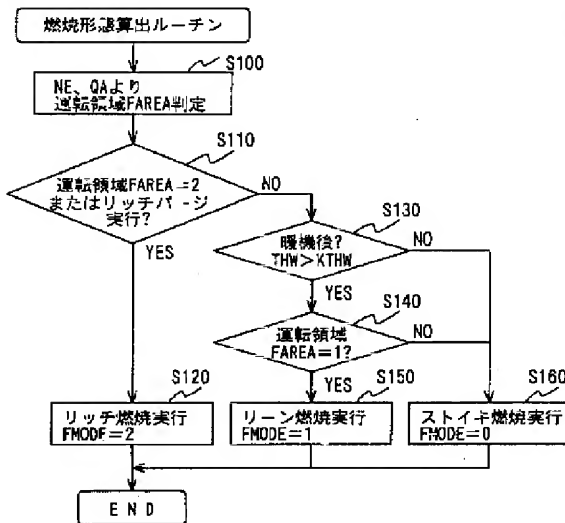 燃焼形態算出ルーチン
S100
NE、QAより
運転領域FAREA判定
S110
運転領域FAREA=2
またはリッチパージ
実行?
NO
YES
S130
暖機後?
THW>KTHW
NO
YES
S140
運転領域
FAREA=1?
NO
YES
S120
リッチ燃焼実行
FMODE=2
S150
リーン燃焼実行
FMODE=1
S160
ストイキ燃焼実行
FMODE=0
END